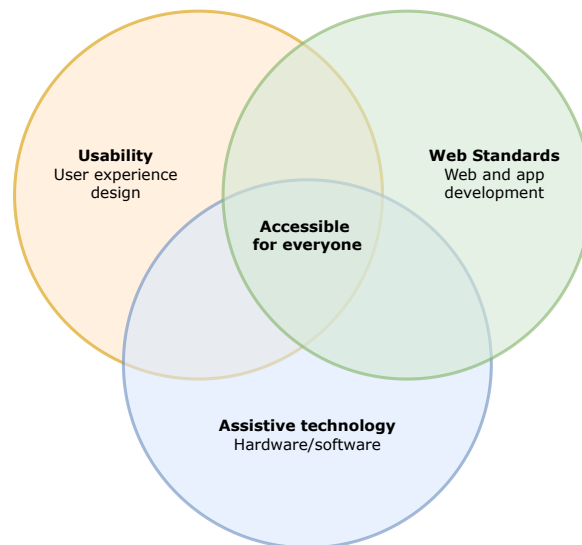 Usability
User experience
design
Web Standards
Web and app
development
Accessible
for everyone
Assistive technology
Hardware/software